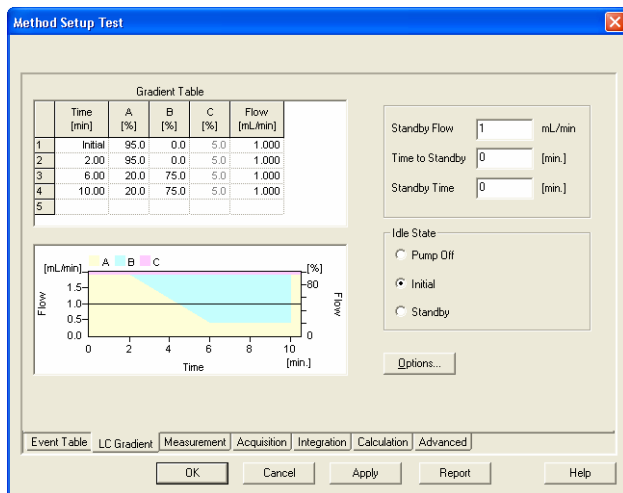 Method Setup Test
Gradient Table
Time [min] A [%] B [%] C [%] Flow [mL/min]
1 Initial 95.0 0.0 5.0 1.000
2 2.00 95.0 0.0 5.0 1.000
3 6.00 20.0 75.0 5.0 1.000
4 10.00 20.0 75.0 5.0 1.000
5
Standby Flow 1 mL/min
Time to Standby 0 [min.]
Standby Time 0 [min.]
Idle State
Pump Off
Initial
Standby
Options...
A B C
[mL/min] [%]
1.5 80
1.0
0.5
0.0 0
Flow Flow
0 2 4 6 8 10
Time [min.]
Event Table LC Gradient Measurement Acquisition Integration Calculation Advanced
OK Cancel Apply Report Help